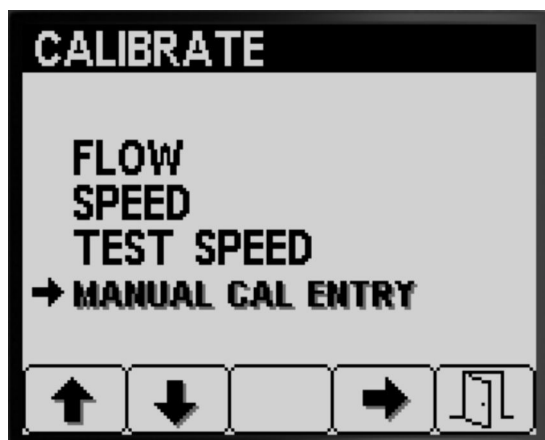 CALIBRATE
FLOW
SPEED
TEST SPEED
MANUAL CAL ENTRY